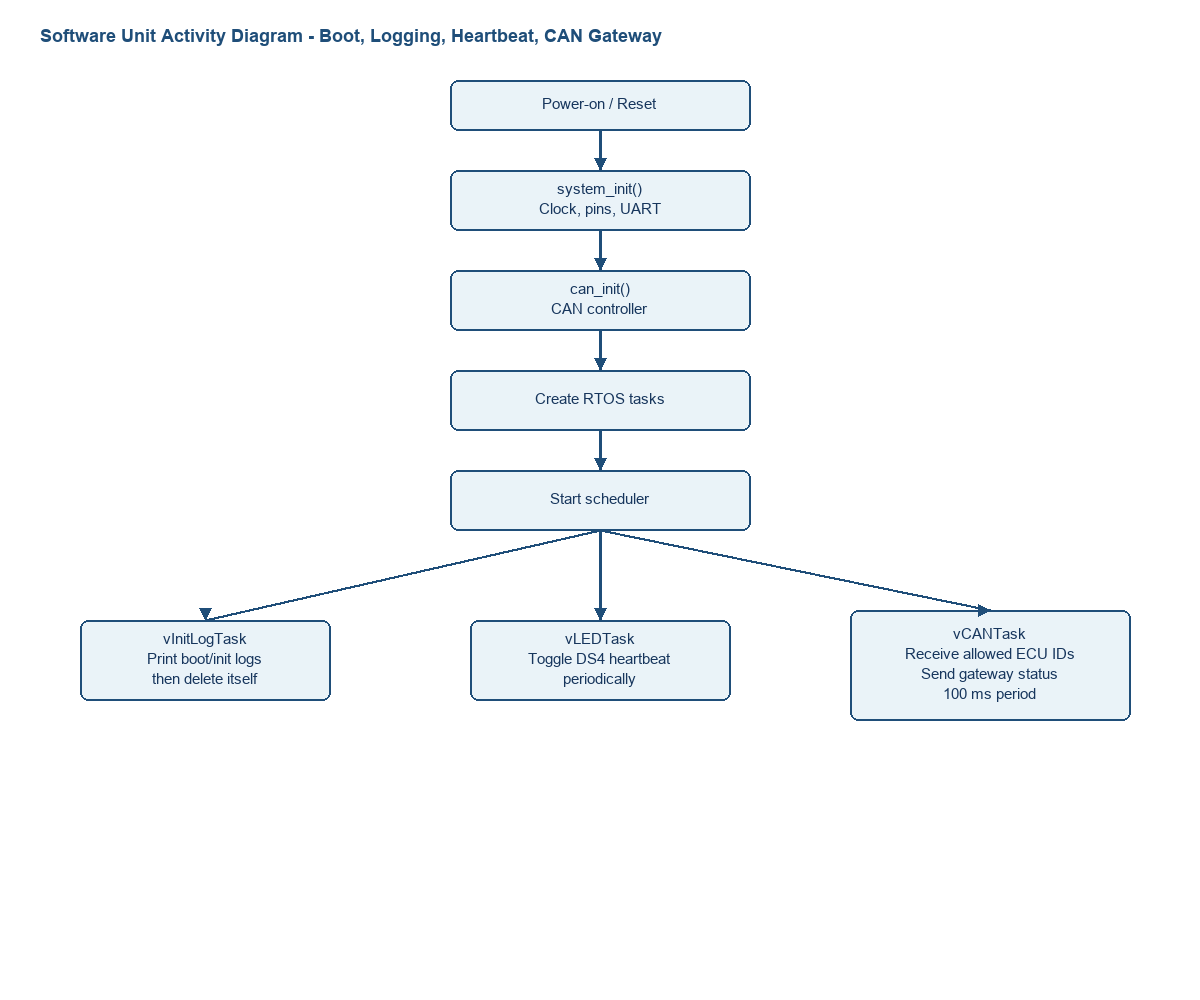 Software Unit Activity Diagram - Boot, Logging, Heartbeat, CAN Gateway
Power-on / Reset
system_init()
Clock, pins, UART
can_init()
CAN controller
Create RTOS tasks
Start scheduler
vInitLogTask
Print boot/init logs
then delete itself
vLEDTask
Toggle DS4 heartbeat
periodically
vCANTask
Receive allowed ECU IDs
Send gateway status
100 ms period